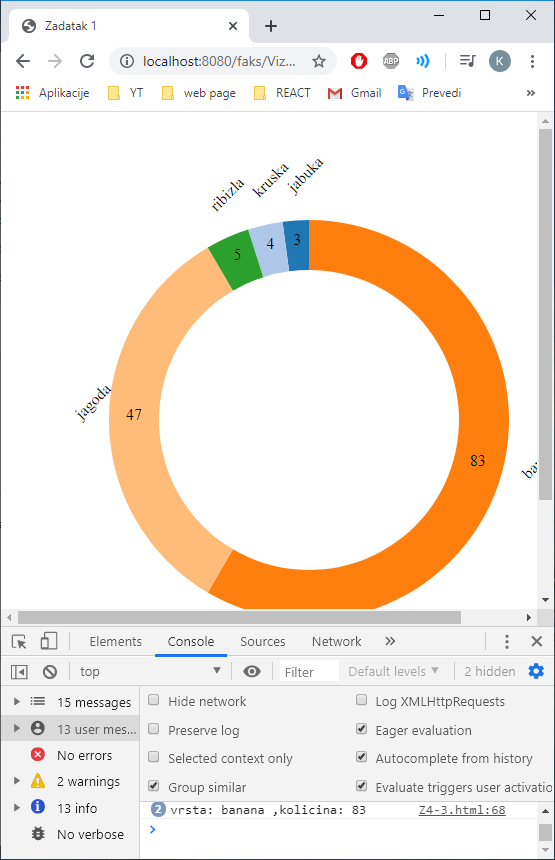 Zadatak 1
localhost:8080/faks/Viz...
ABP
K
Aplikacije
YT
web page
REACT
Gmail
Prevedi
ribizla
kruska
jabuka
5
4
3
jagoda
47
83
Elements
Console
Sources
Network
top
Filter
Default levels
2 hidden
15 messages
Hide network
Log XMLHttpRequests
13 user mes...
Preserve log
Eager evaluation
No errors
Selected context only
Autocomplete from history
2 warnings
Group similar
Evaluate triggers user activatio
13 info
2 vrsta: banana ,kolicina: 83 Z4-3.html:68
No verbose